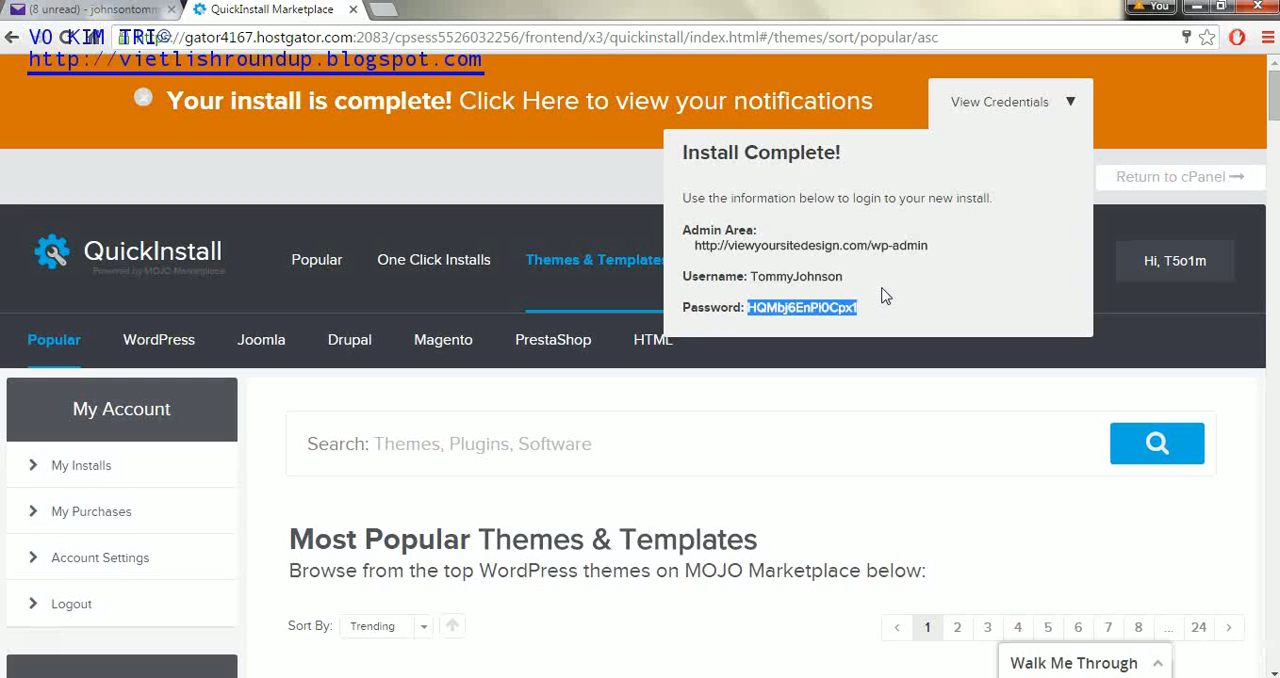 (8 unread) - johnsontomm
QuickInstall Marketplace
You
https://gator4167.hostgator.com:2083/cpsess5526032256/frontend/x3/quickinstall/index.html#/themes/sort/popular/asc
VO KIM TRI©
http://vietlishroundup.blogspot.com
Your install is complete! Click Here to view your notifications
View Credentials
Install Complete!
Use the information below to login to your new install.
Admin Area:
http://viewyoursitedesign.com/wp-admin
Username: TommyJohnson
Password: HQMbj6EnPl0Cpx1
Return to cPanel
QuickInstall
Powered by MOJO Marketplace
Popular
One Click Installs
Themes & Templates
Hi, T5o1m
Popular
WordPress
Joomla
Drupal
Magento
PrestaShop
HTML
My Account
My Installs
My Purchases
Account Settings
Logout
Search: Themes, Plugins, Software
Most Popular Themes & Templates
Browse from the top WordPress themes on MOJO Marketplace below:
Sort By: Trending
< 1 2 3 4 5 6 7 8 ... 24 >
Walk Me Through